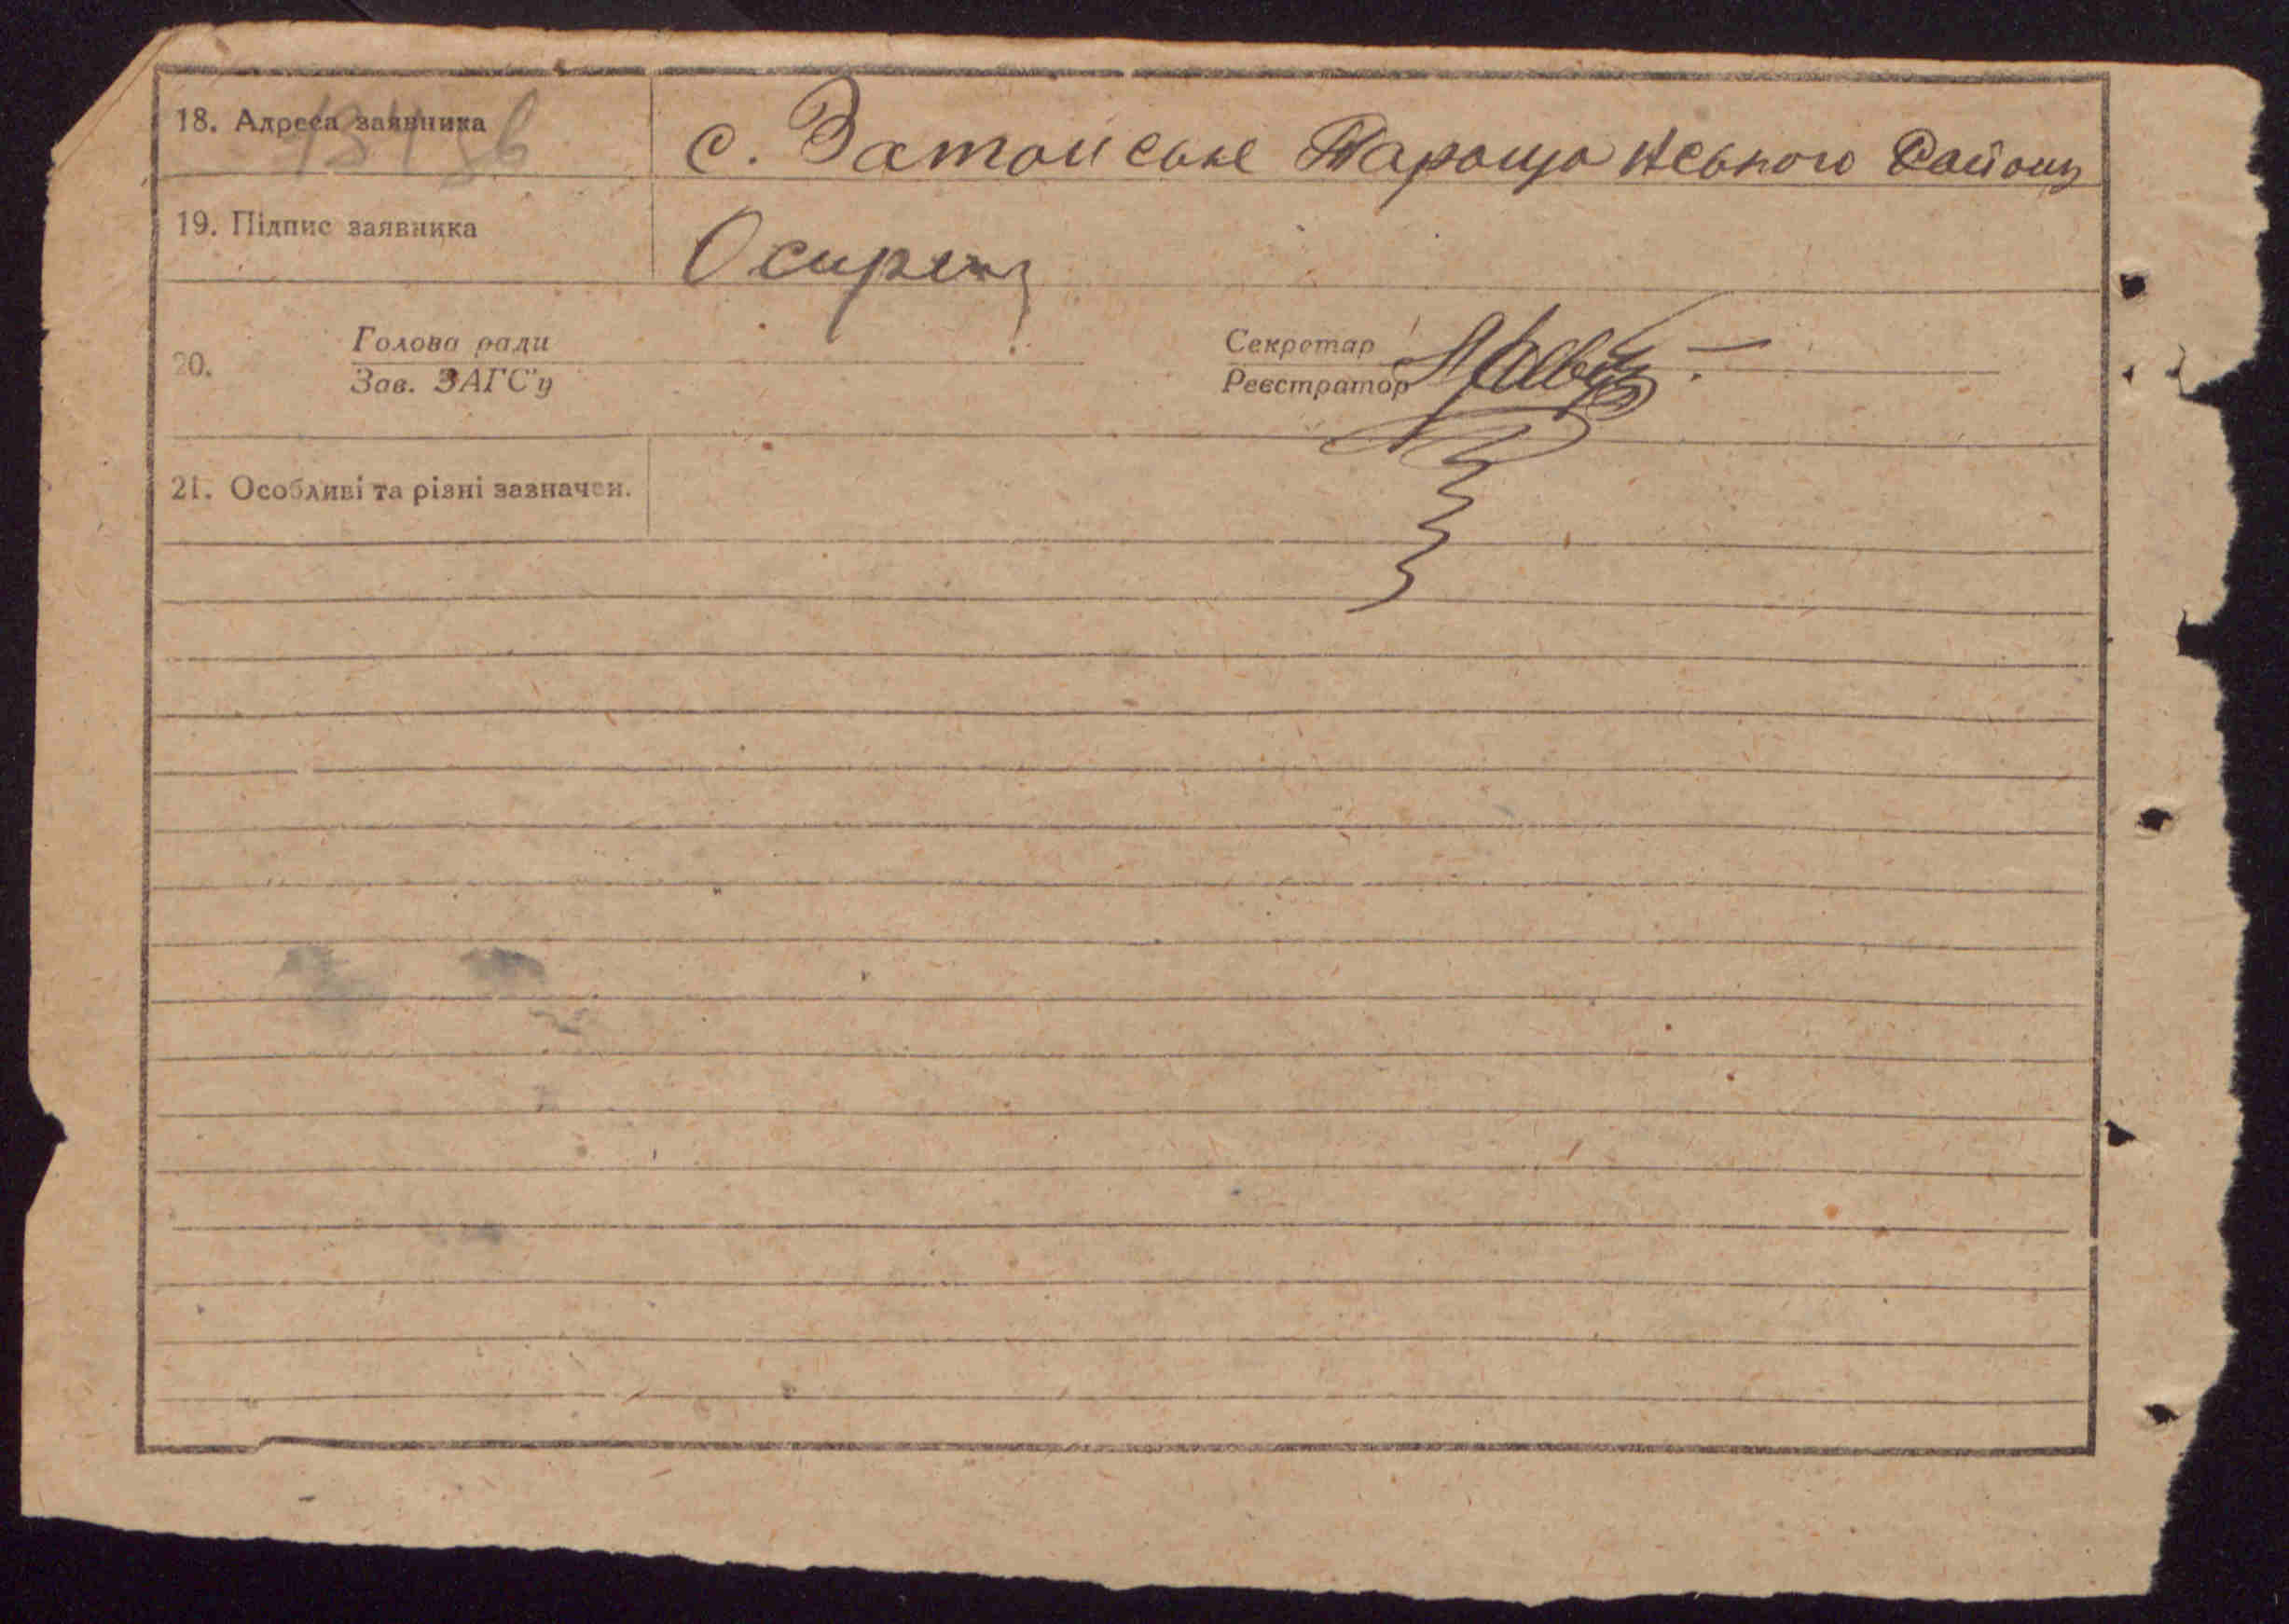 18. Адреса заявника с. Затонське Таращанського Району
19. Підпис заявника
20. Голова ради Секретар
Зав. ЗАГС'у Реєстратор
21. Особливі та різні зазначен.